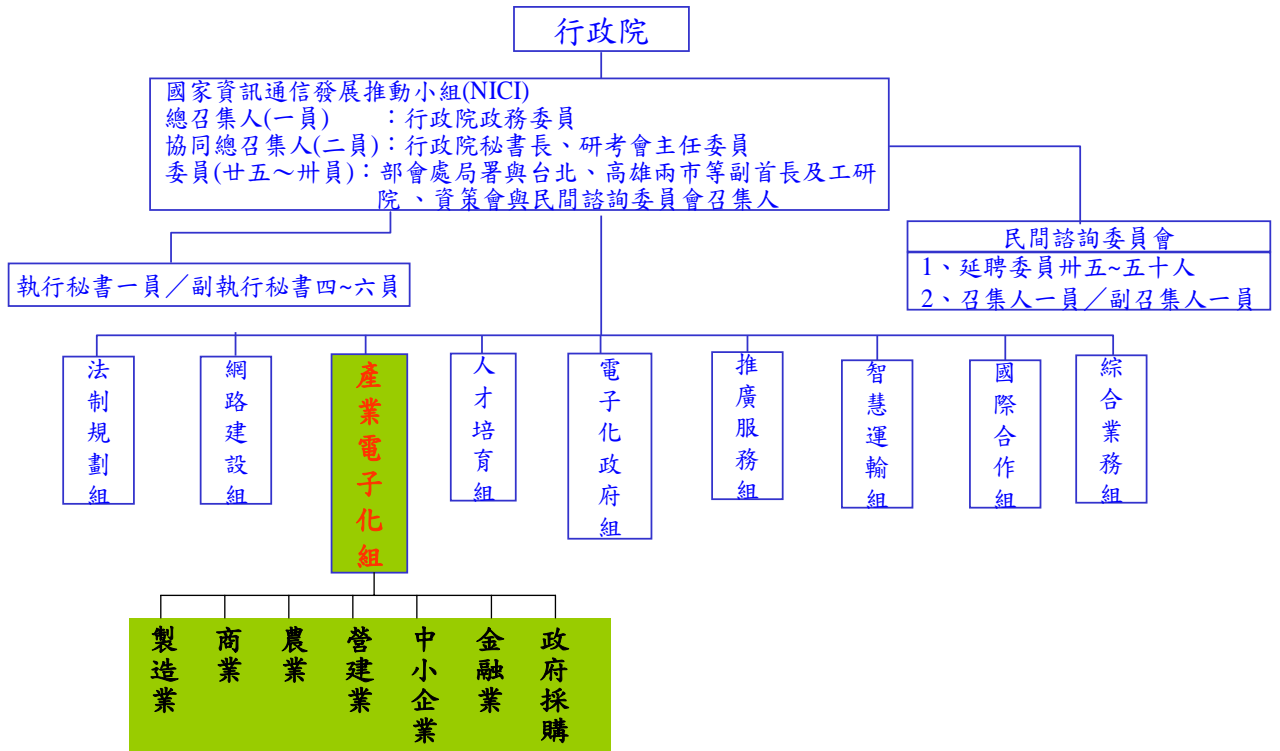 行政院
國家資訊通信發展推動小組(NICI)
總召集人(一員)　　：行政院政務委員
協同總召集人(二員)：行政院秘書長、研考會主任委員
委員(廿五～卅員)：部會處局署與台北、高雄兩市等副首長及工研
院、資策會與民間諮詢委員會召集人
民間諮詢委員會
1、延聘委員卅五~五十人
2、召集人一員／副召集人一員
執行秘書一員／副執行秘書四~六員
法制規劃組
網路建設組
產業電子化組
人才培育組
電子化政府組
推廣服務組
智慧運輸組
國際合作組
綜合業務組
製造業
商業
農業
營建業
中小企業
金融業
政府採購